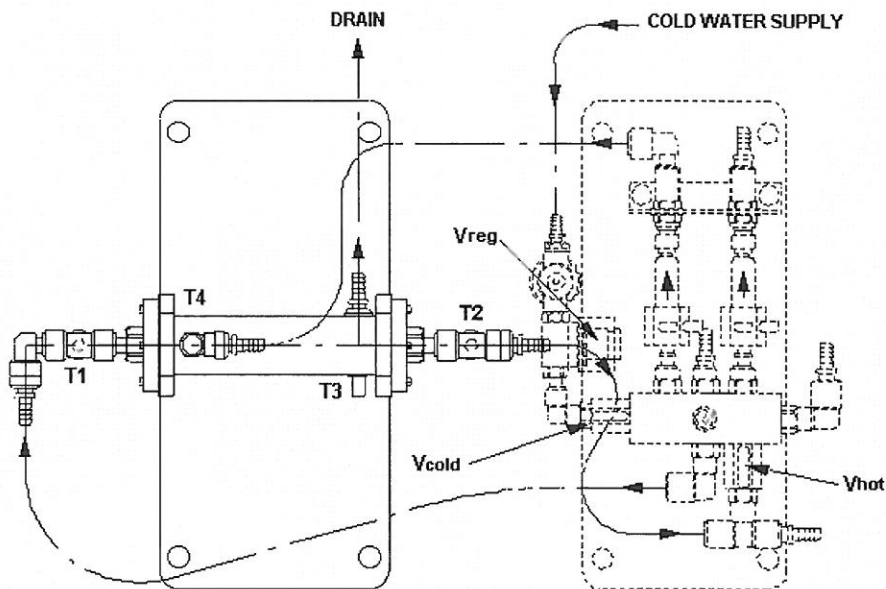 DRAIN
COLD WATER SUPPLY
Vreg
T4
T2
T1
T3
Vcold
Vhot